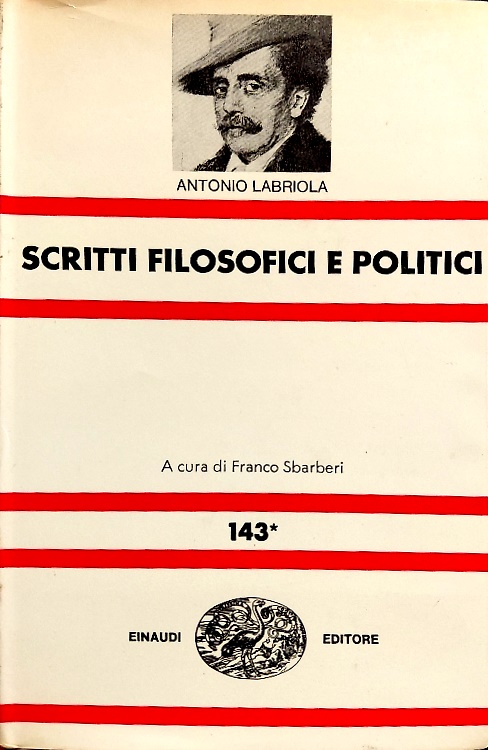 ANTONIO LABRIOLA
SCRITTI FILOSOFICI E POLITICI
A cura di Franco Sbarberi
143*
EINAUDI EDITORE